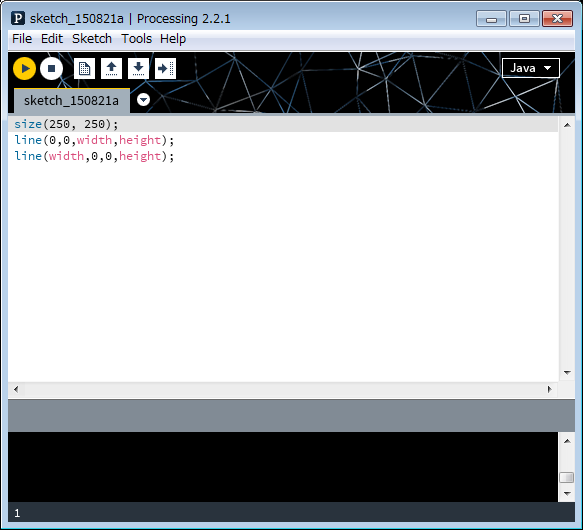 P sketch_150821a | Processing 2.2.1
File Edit Sketch Tools Help
Java
sketch_150821a
size(250, 250);
line(0,0,width,height);
line(width,0,0,height);
1